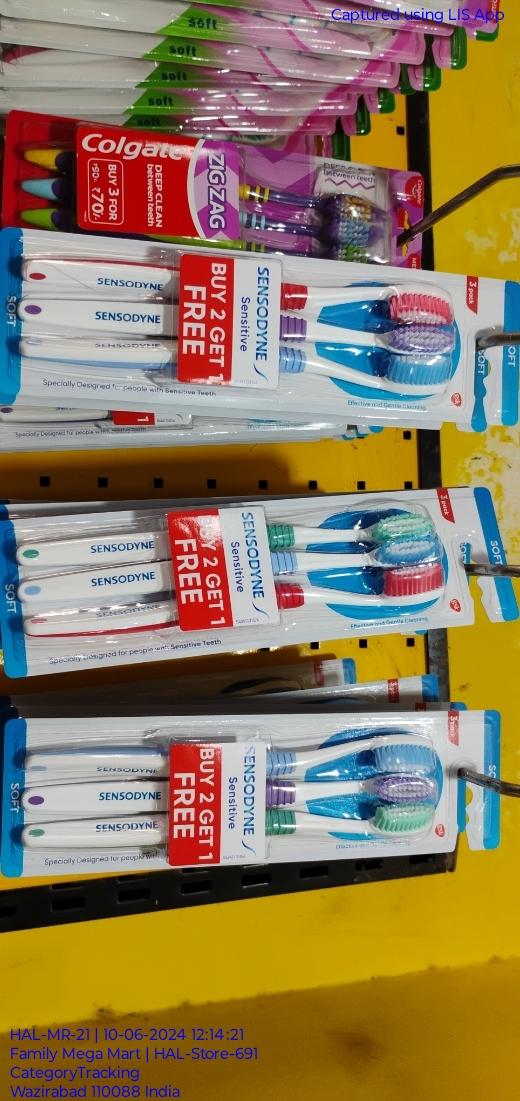 Captured using LIS App
soft
soft
soft
soft
soft
Colgate
ZIGZAG
DEEP CLEAN
between teeth
BUY 3 FOR
₹70/-
between teeth
SENSODYNE
SENSODYNE
SENSODYNE
SOFT
BUY 2 GET 1
FREE
SENSODYNE
Sensitive
3 pack
SOFT
SOFT
Specially Designed for people with Sensitive Teeth
Effective and Gentle Cleaning
SENSODYNE
SENSODYNE
SENSODYNE
SOFT
BUY 2 GET 1
FREE
SENSODYNE
Sensitive
3 pack
SOFT
Specially Designed for people with Sensitive Teeth
Effective and Gentle Cleaning
SENSODYNE
SENSODYNE
SENSODYNE
SOFT
BUY 2 GET 1
FREE
SENSODYNE
Sensitive
3 pack
SOFT
Specially Designed for people with
HAL-MR-21 | 10-06-2024 12:14:21
Family Mega Mart | HAL-Store-691
CategoryTracking
Wazirabad 110088 India